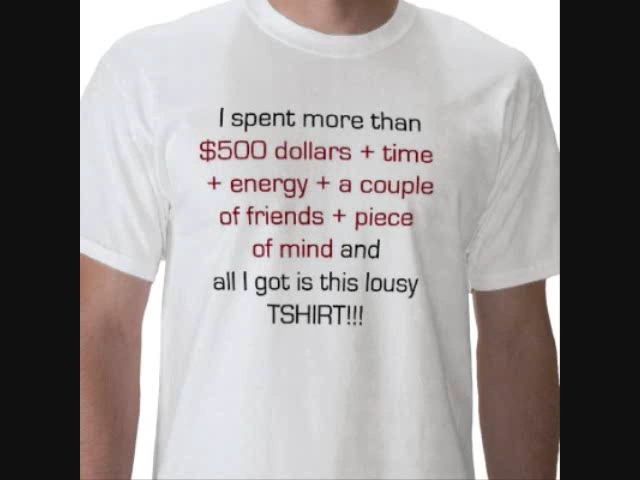 I spent more than
$500 dollars + time
+ energy + a couple
of friends + piece
of mind and
all I got is this lousy
TSHIRT!!!